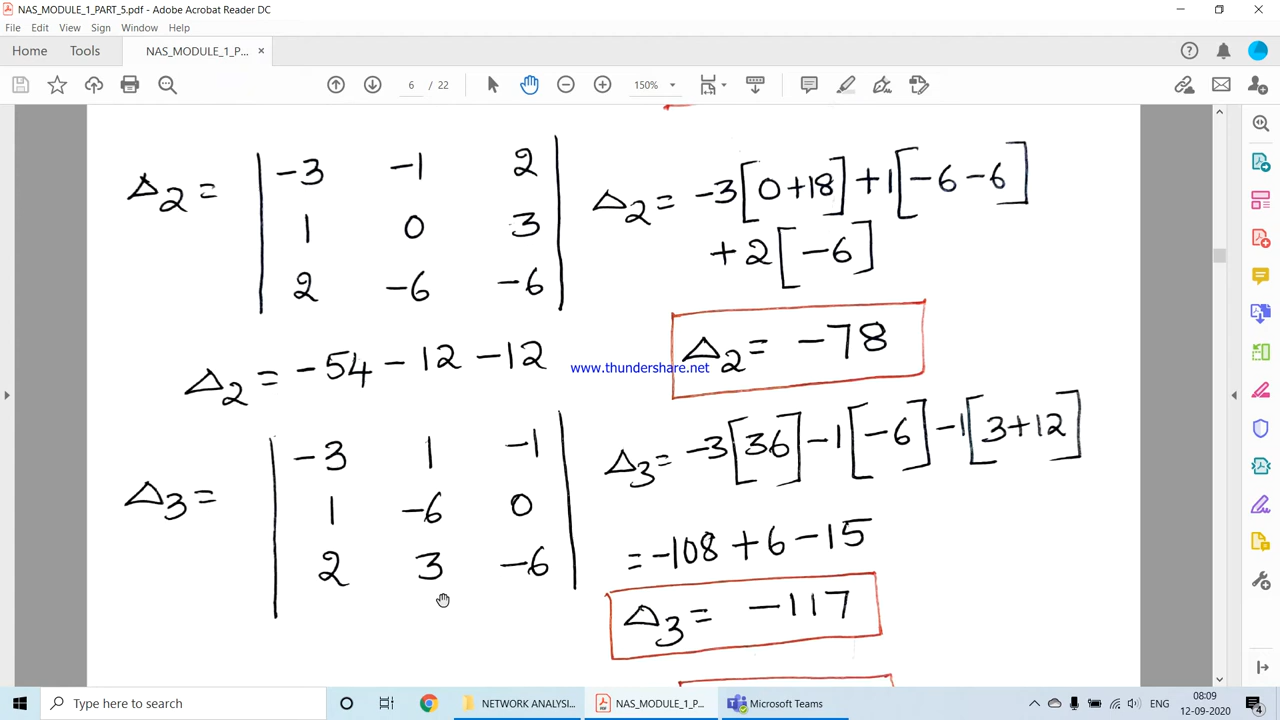 NAS_MODULE_1_PART_5.pdf - Adobe Acrobat Reader DC
File Edit View Sign Window Help
Home Tools NAS_MODULE_1_P... ×
6 / 22 150%
Δ2 = | -3 -1 2 |
| 1 0 3 |
| 2 -6 -6 |
Δ2 = -3[0+18]+1[-6-6]
+2[-6]
Δ2 = -54 -12 -12
Δ2 = -78
www.thundershare.net
Δ3 = | -3 1 -1 |
| 1 -6 0 |
| 2 3 -6 |
Δ3 = -3[36]-1[-6]-1[3+12]
= -108 +6 -15
Δ3 = -117
Type here to search
NETWORK ANALYSI...
NAS_MODULE_1_P...
Microsoft Teams
ENG
08:09
12-09-2020
4